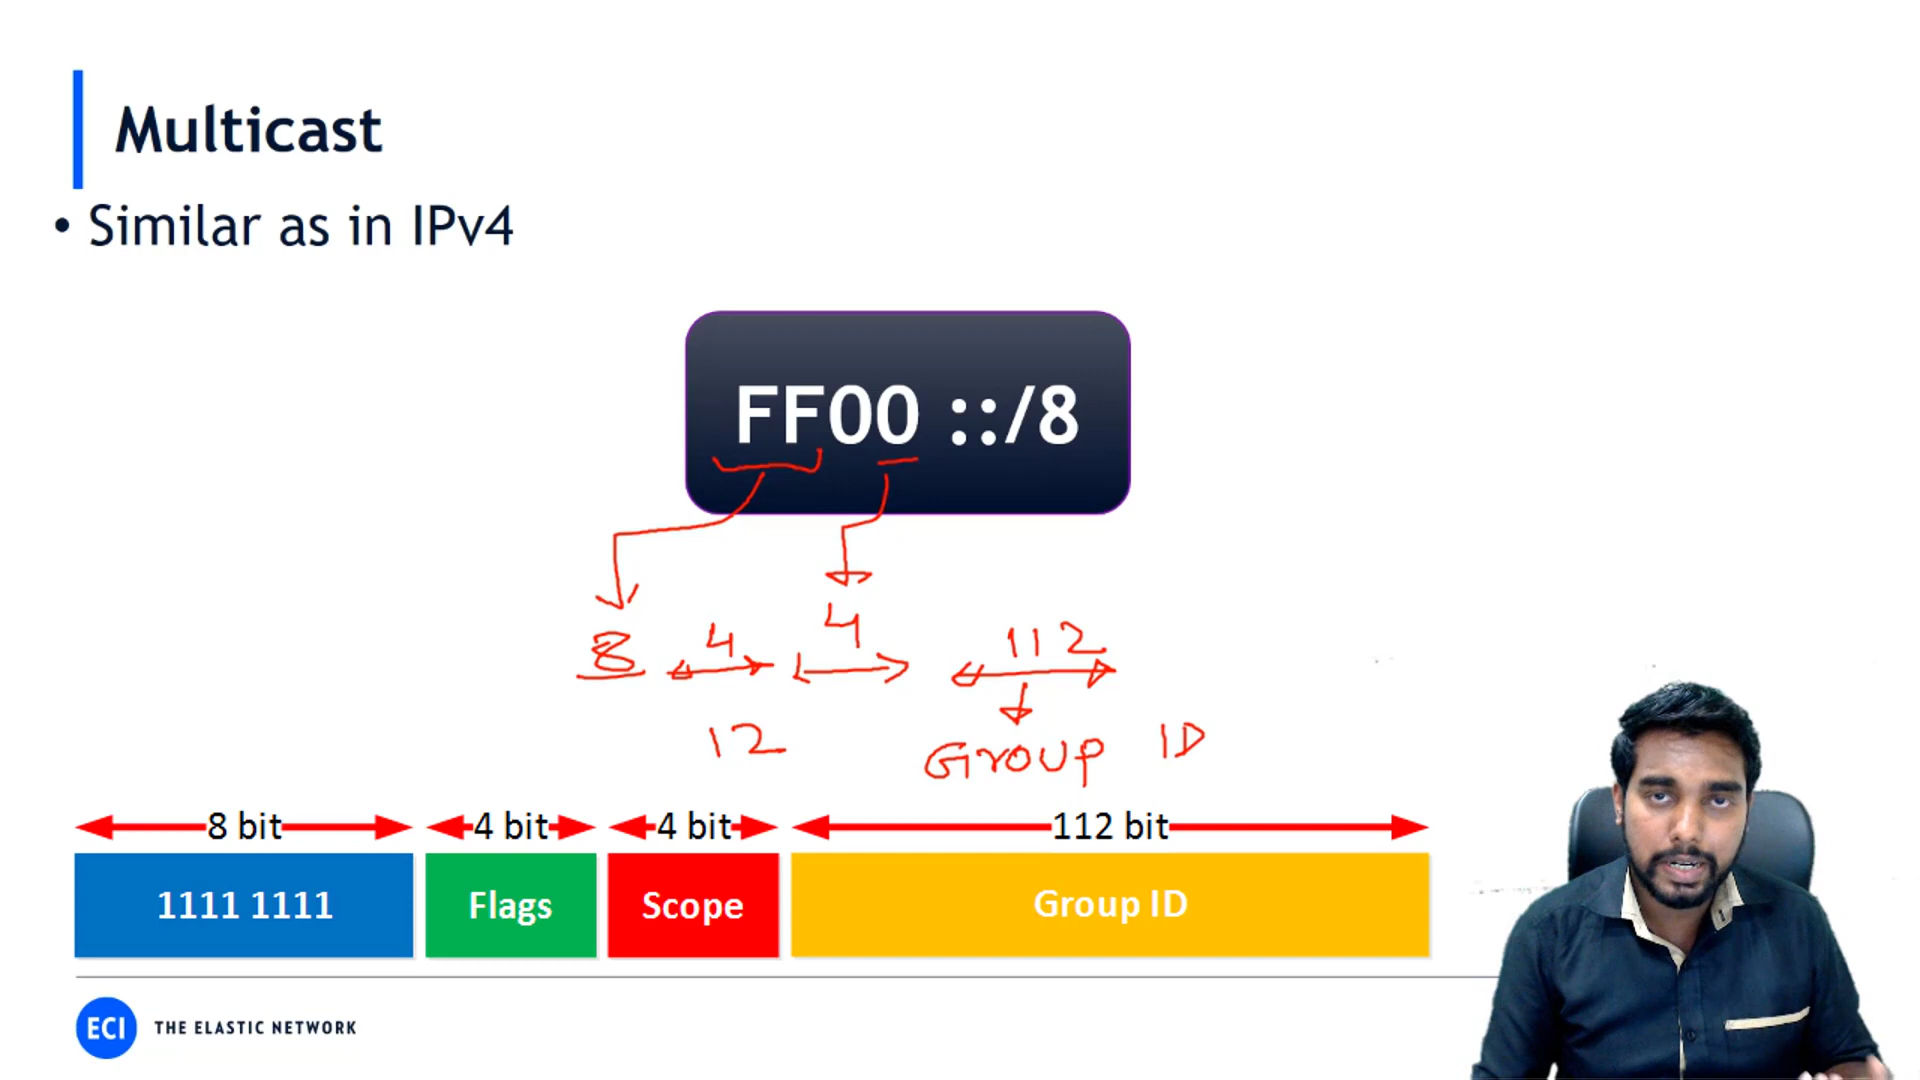 Multicast
• Similar as in IPv4
FF00 ::/8
8 4 4 112
12 Group ID
8 bit 4 bit 4 bit 112 bit
1111 1111 Flags Scope Group ID
ECI THE ELASTIC NETWORK